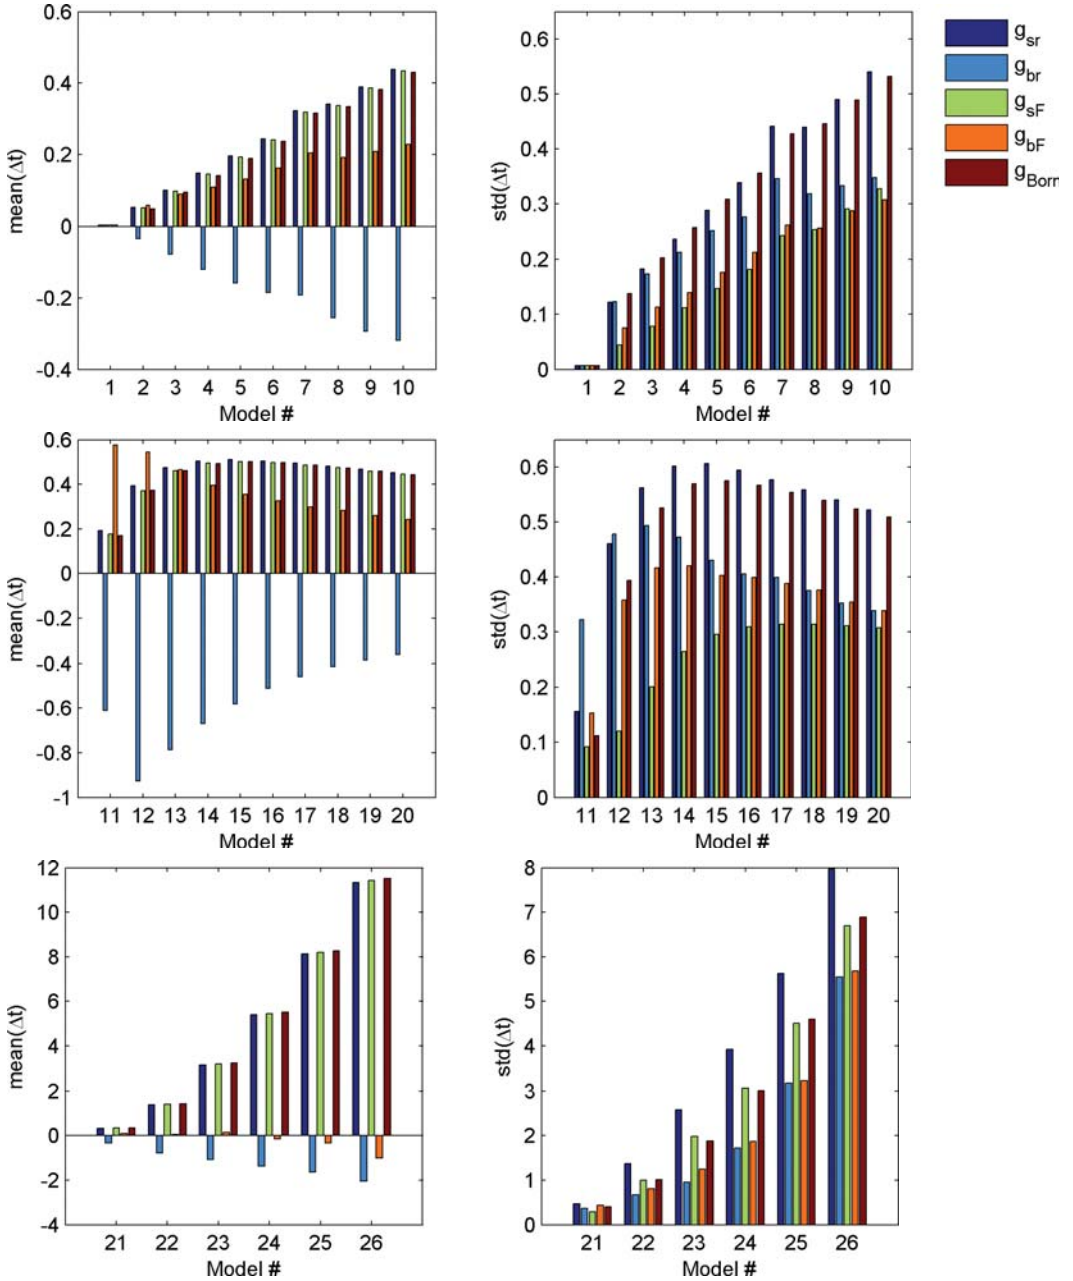 0.6
0.4
0.2
0
-0.2
-0.4
mean(Δt)
1 2 3 4 5 6 7 8 9 10
Model #
0.6
0.5
0.4
0.3
0.2
0.1
0
std(Δt)
1 2 3 4 5 6 7 8 9 10
Model #
g_sr
g_br
g_sF
g_bF
g_Born
0.6
0.4
0.2
0
-0.2
-0.4
-0.6
-0.8
-1
mean(Δt)
11 12 13 14 15 16 17 18 19 20
Model #
0.6
0.5
0.4
0.3
0.2
0.1
0
std(Δt)
11 12 13 14 15 16 17 18 19 20
Model #
12
10
8
6
4
2
0
-2
-4
mean(Δt)
21 22 23 24 25 26
Model #
8
7
6
5
4
3
2
1
0
std(Δt)
21 22 23 24 25 26
Model #